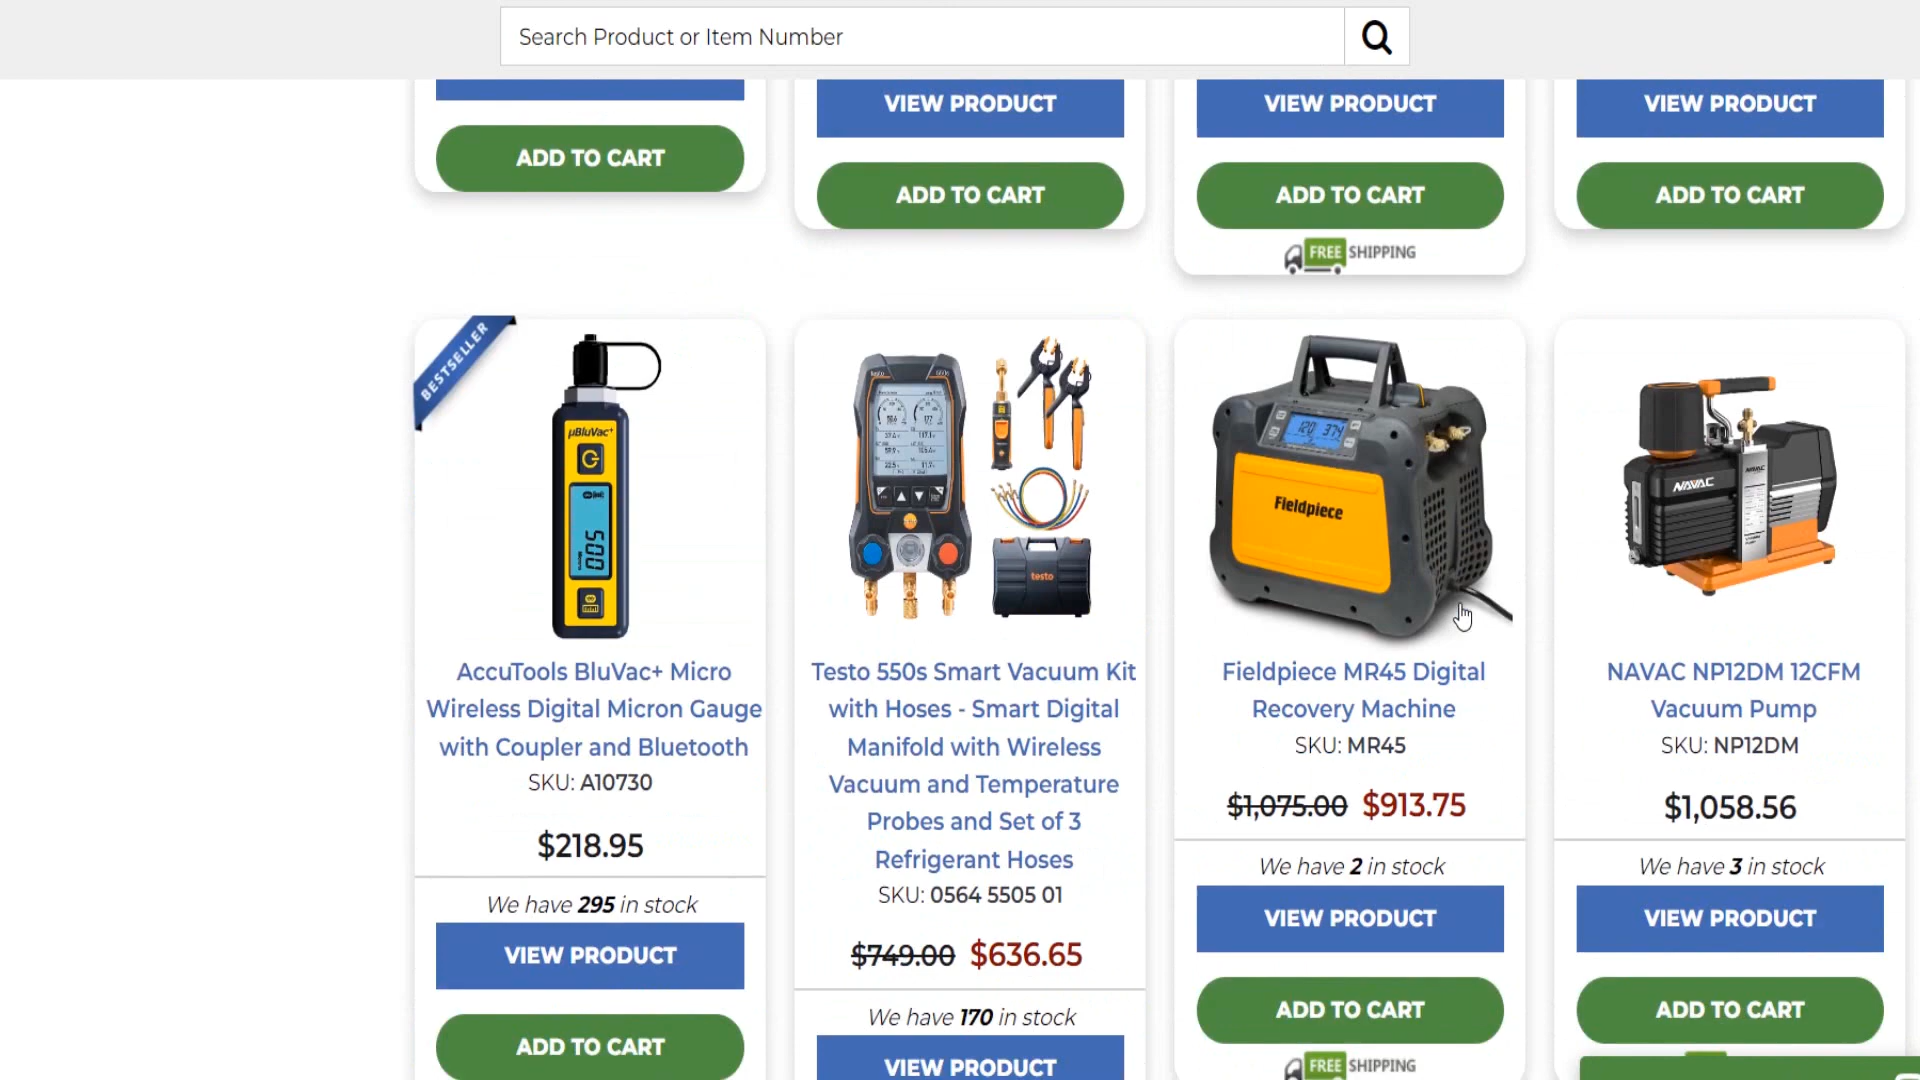 Search Product or Item Number
VIEW PRODUCT
VIEW PRODUCT
VIEW PRODUCT
ADD TO CART
ADD TO CART
ADD TO CART
ADD TO CART
FREE SHIPPING
BESTSELLER
µBluVac+
500
testo
Fieldpiece
NAVAC
AccuTools BluVac+ Micro
Wireless Digital Micron Gauge
with Coupler and Bluetooth
SKU: A10730
$218.95
We have 295 in stock
VIEW PRODUCT
ADD TO CART
Testo 550s Smart Vacuum Kit
with Hoses - Smart Digital
Manifold with Wireless
Vacuum and Temperature
Probes and Set of 3
Refrigerant Hoses
SKU: 0564 5505 01
$749.00 $636.65
We have 170 in stock
VIEW PRODUCT
Fieldpiece MR45 Digital
Recovery Machine
SKU: MR45
$1,075.00 $913.75
We have 2 in stock
VIEW PRODUCT
ADD TO CART
FREE SHIPPING
NAVAC NP12DM 12CFM
Vacuum Pump
SKU: NP12DM
$1,058.56
We have 3 in stock
VIEW PRODUCT
ADD TO CART